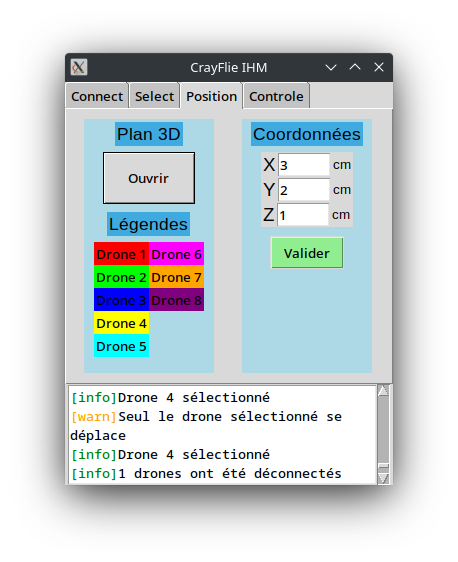 CrayFlie IHM
Connect Select Position Controle
Plan 3D
Ouvrir
Légendes
Drone 1 Drone 6
Drone 2 Drone 7
Drone 3 Drone 8
Drone 4
Drone 5
Coordonnées
X 3 cm
Y 2 cm
Z 1 cm
Valider
[info]Drone 4 sélectionné
[warn]Seul le drone sélectionné se
déplace
[info]Drone 4 sélectionné
[info]1 drones ont été déconnectés